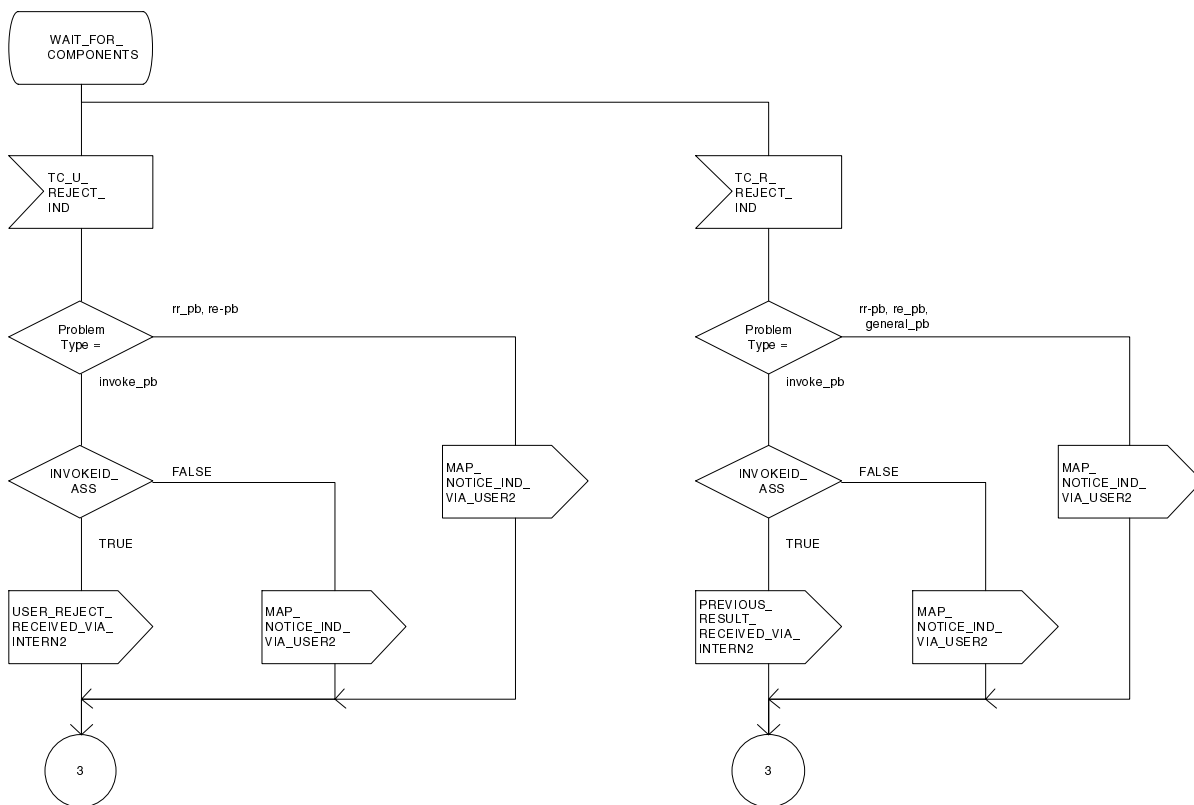 WAIT_FOR_
COMPONENTS
TC_U_
REJECT_
IND
TC_R_
REJECT_
IND
rr_pb, re-pb
Problem
Type =
invoke_pb
rr-pb, re_pb,
general_pb
Problem
Type =
invoke_pb
INVOKEID_
ASS
FALSE
TRUE
MAP_
NOTICE_IND_
VIA_USER2
INVOKEID_
ASS
FALSE
TRUE
MAP_
NOTICE_IND_
VIA_USER2
USER_REJECT_
RECEIVED_VIA_
INTERN2
MAP_
NOTICE_IND_
VIA_USER2
PREVIOUS_
RESULT_
RECEIVED_VIA_
INTERN2
MAP_
NOTICE_IND_
VIA_USER2
3
3